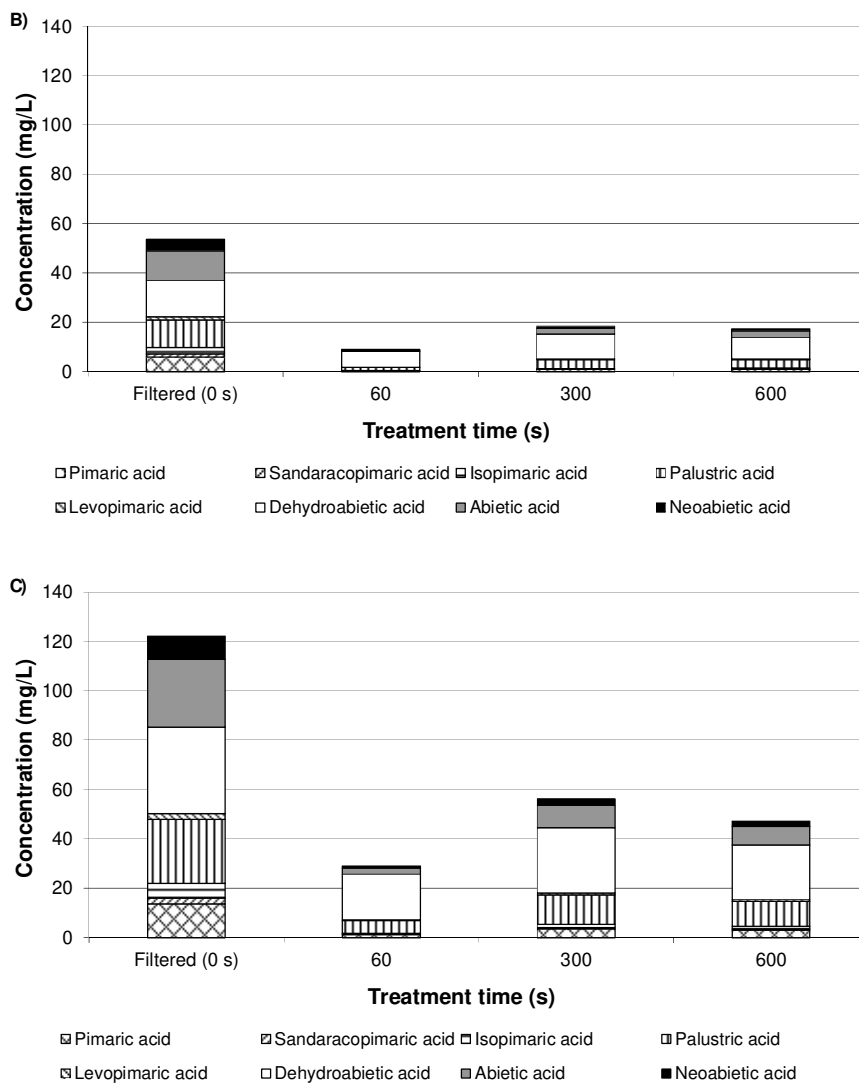 B)
140
120
100
80
60
40
20
0
Concentration (mg/L)
Filtered (0 s) 60 300 600
Treatment time (s)
Pimaric acid Sandaracopimaric acid Isopimaric acid Palustric acid
Levopimaric acid Dehydroabietic acid Abietic acid Neoabietic acid
C)
140
120
100
80
60
40
20
0
Concentration (mg/L)
Filtered (0 s) 60 300 600
Treatment time (s)
Pimaric acid Sandaracopimaric acid Isopimaric acid Palustric acid
Levopimaric acid Dehydroabietic acid Abietic acid Neoabietic acid